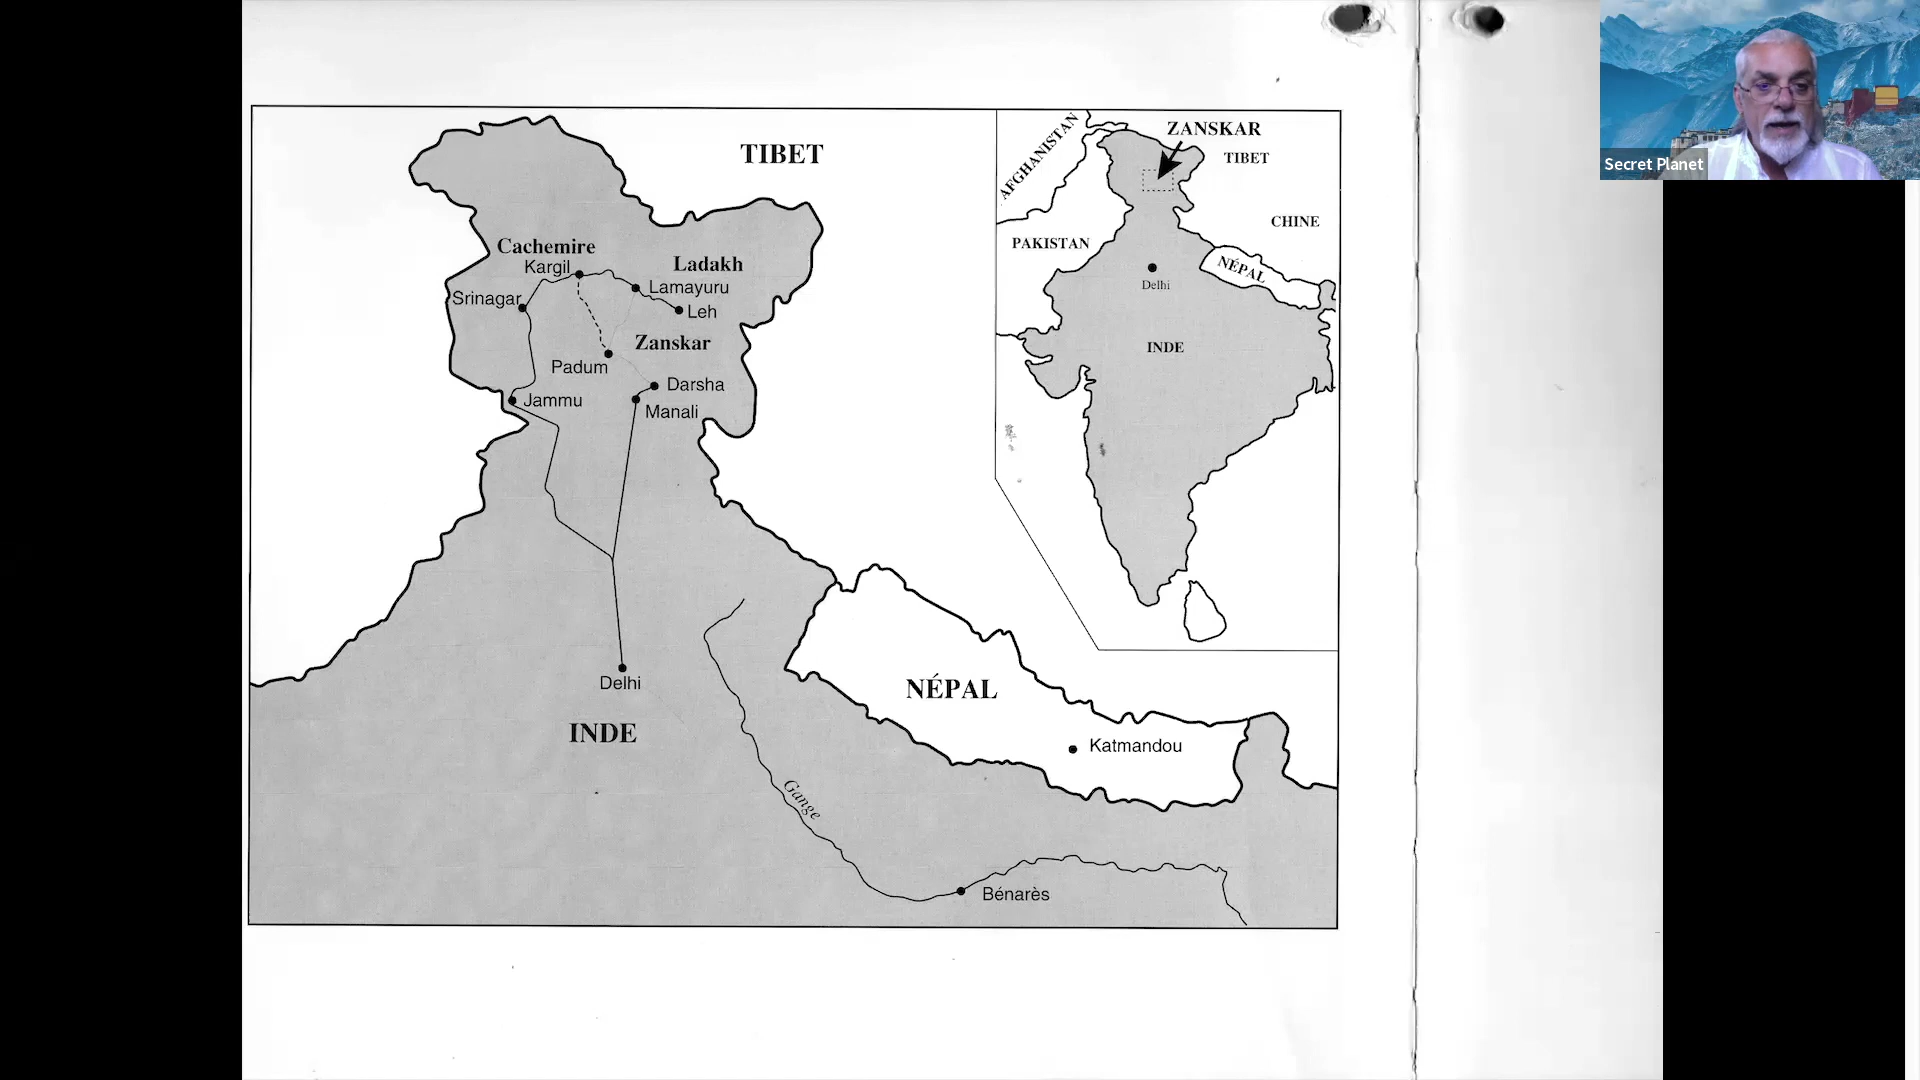 TIBET
Cachemire
Kargil
Ladakh
Lamayuru
Srinagar
Leh
Zanskar
Padum
Darsha
Jammu
Manali
Delhi
INDE
NÉPAL
Katmandou
Gange
Bénarès
ZANSKAR
AFGHANISTAN
TIBET
CHINE
PAKISTAN
NÉPAL
Delhi
INDE
Secret Planet